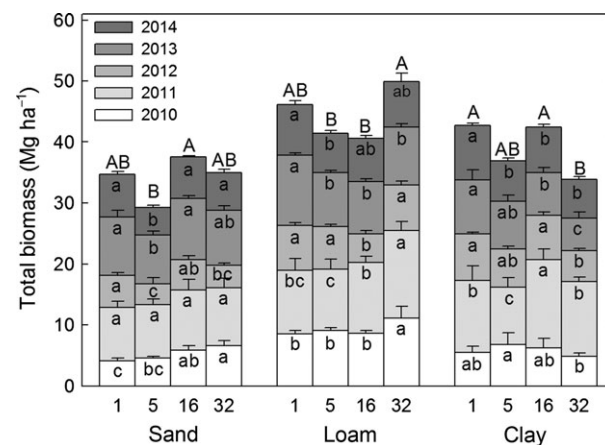 Total biomass (Mg ha⁻¹)
60
50
40
30
20
10
0
2014
2013
2012
2011
2010
AB B A AB
a b a a
a b a ab
a c ab bc
a a a a
c bc ab a
AB B B A
a b ab ab
a a b b
a a b a
bc c b a
b b b a
A AB A B
a b b b
a ab b c
a ab a b
b a a b
ab a ab b
1 5 16 32 1 5 16 32 1 5 16 32
Sand Loam Clay